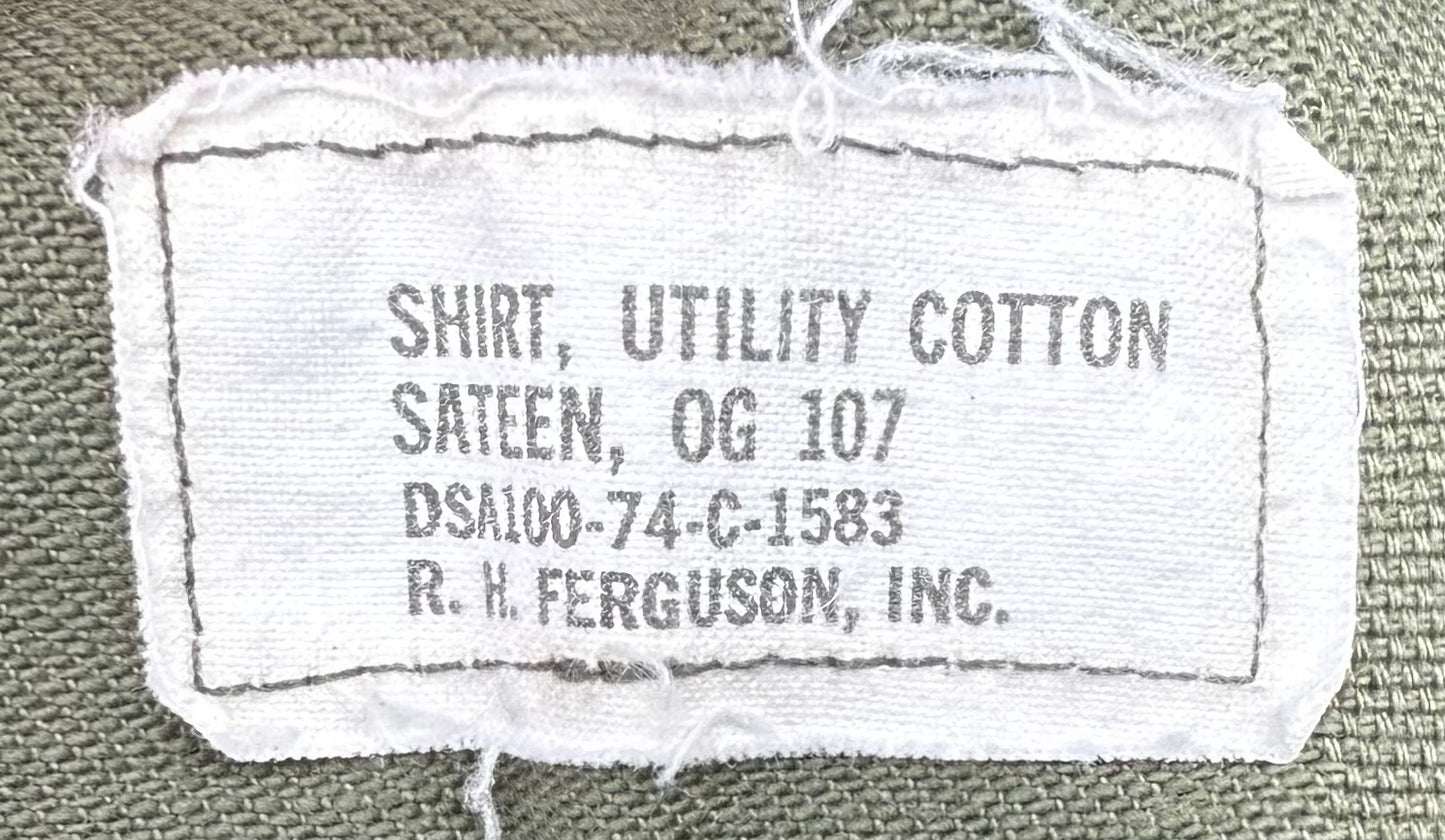 SHIRT, UTILITY COTTON
SATEEN, OG 107
DSA100-74-C-1583
R. H. FERGUSON, INC.